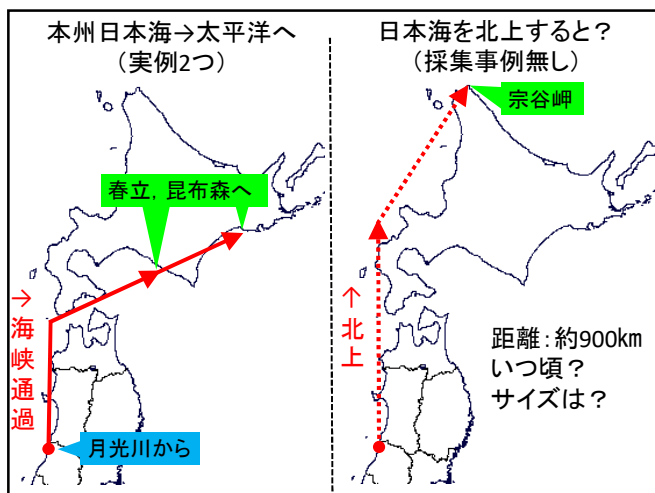 本州日本海→太平洋へ
（実例2つ）
春立，昆布森へ
→海峡通過
月光川から
日本海を北上すると？
（採集事例無し）
宗谷岬
↑北上
距離：約900km
いつ頃？
サイズは？